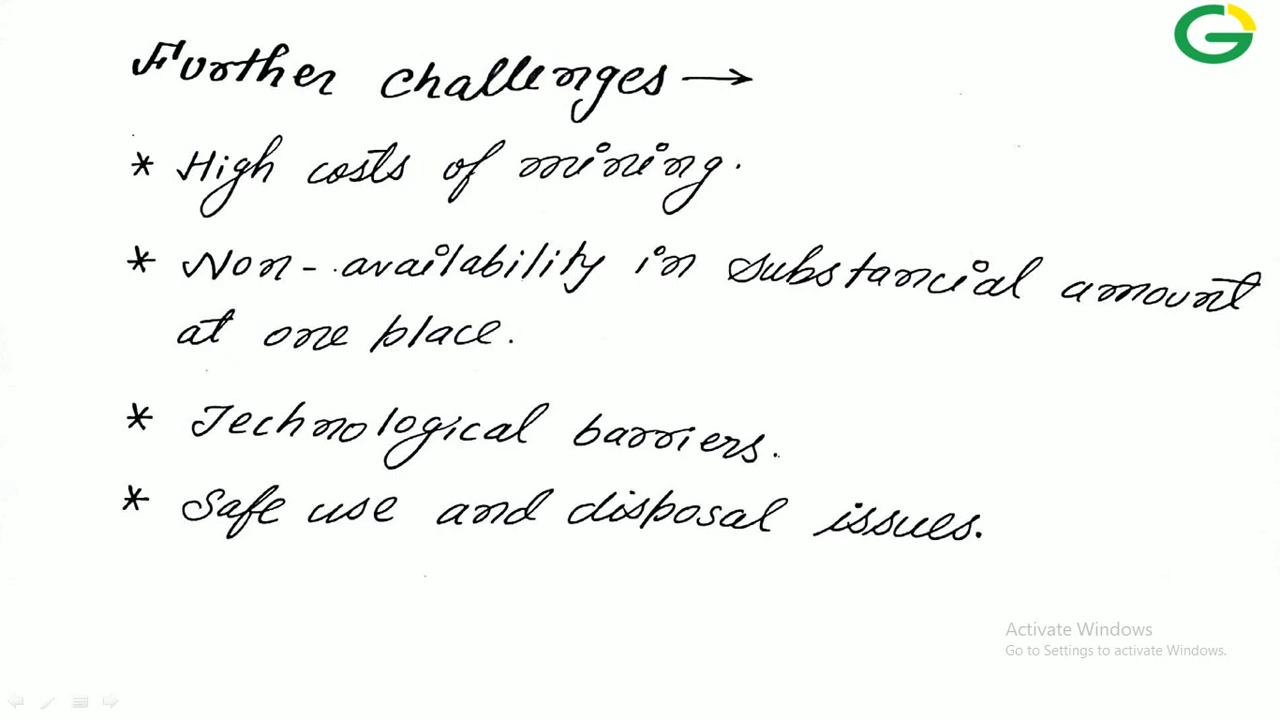 Further challenges →
* High costs of mining.
* Non-availability in substancial amount
at one place.
* Technological barriers.
* Safe use and disposal issues.
Activate Windows
Go to Settings to activate Windows.